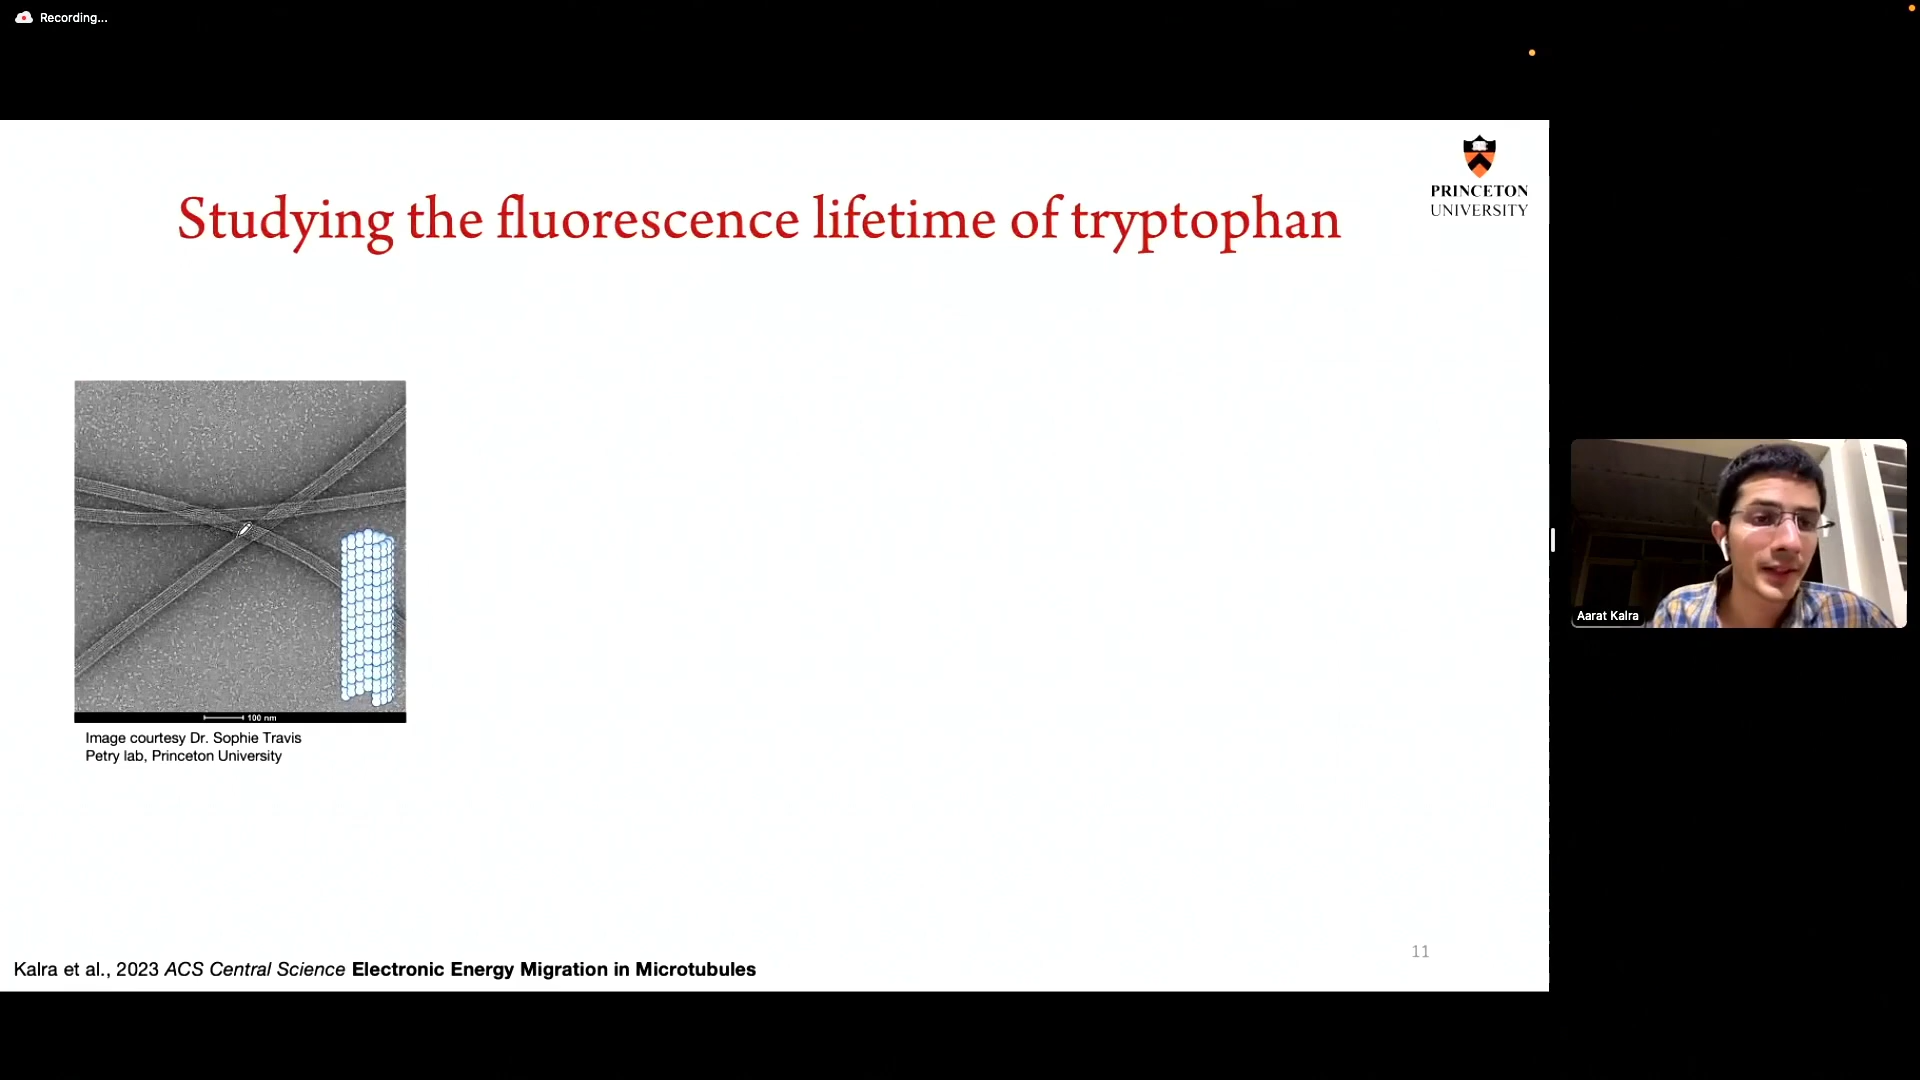 Recording...
PRINCETON
UNIVERSITY
Studying the fluorescence lifetime of tryptophan
100 nm
Image courtesy Dr. Sophie Travis
Petry lab, Princeton University
Aarat Kalra
11
Kalra et al., 2023 ACS Central Science Electronic Energy Migration in Microtubules